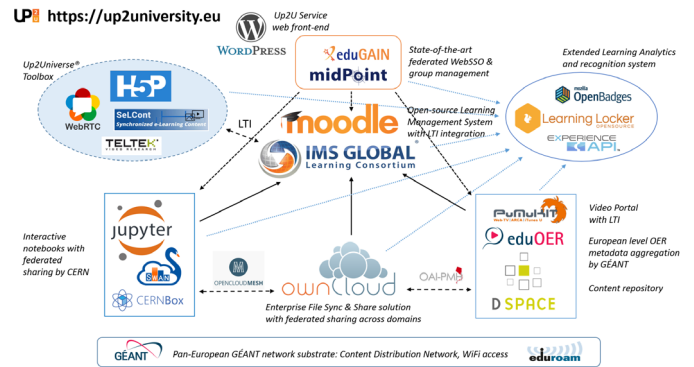 UP 2U https://up2university.eu
WORDPRESS
Up2U Service
web front-end
eduGAIN
midPoint
State-of-the-art
federated WebSSO &
group management
Extended Learning Analytics
and recognition system
Up2Universe®
Toolbox
H5P
WebRTC
SeLCont
Synchronized e-Learning Content
TELTEK
VIDEO RESEARCH
LTI
moodle
IMS GLOBAL
Learning Consortium
Open-source Learning
Management System
with LTI integration
mozilla
OpenBadges
Learning Locker
OPENSOURCE
EXPERIENCE
API
Interactive
notebooks with
federated
sharing by CERN
jupyter
SWAN
CERNBox
OPENCLOUDMESH
ownCloud
Enterprise File Sync & Share solution
with federated sharing across domains
OAI-PMH
PuMuKIT
eduOER
DSPACE
Video Portal
with LTI
European level OER
metadata aggregation
by GÉANT
Content repository
GÉANT
Pan-European GÉANT network substrate: Content Distribution Network, WiFi access
eduroam